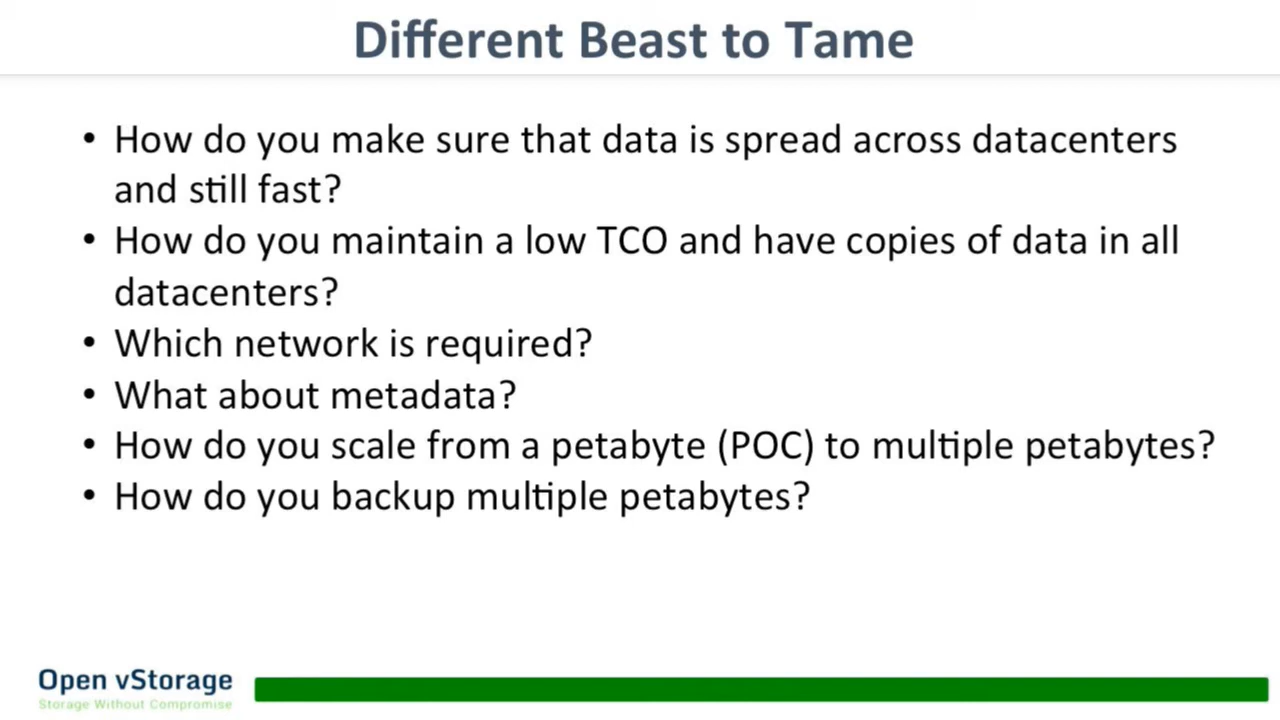 Different Beast to Tame
• How do you make sure that data is spread across datacenters
and still fast?
• How do you maintain a low TCO and have copies of data in all
datacenters?
• Which network is required?
• What about metadata?
• How do you scale from a petabyte (POC) to multiple petabytes?
• How do you backup multiple petabytes?
Open vStorage
Storage Without Compromise